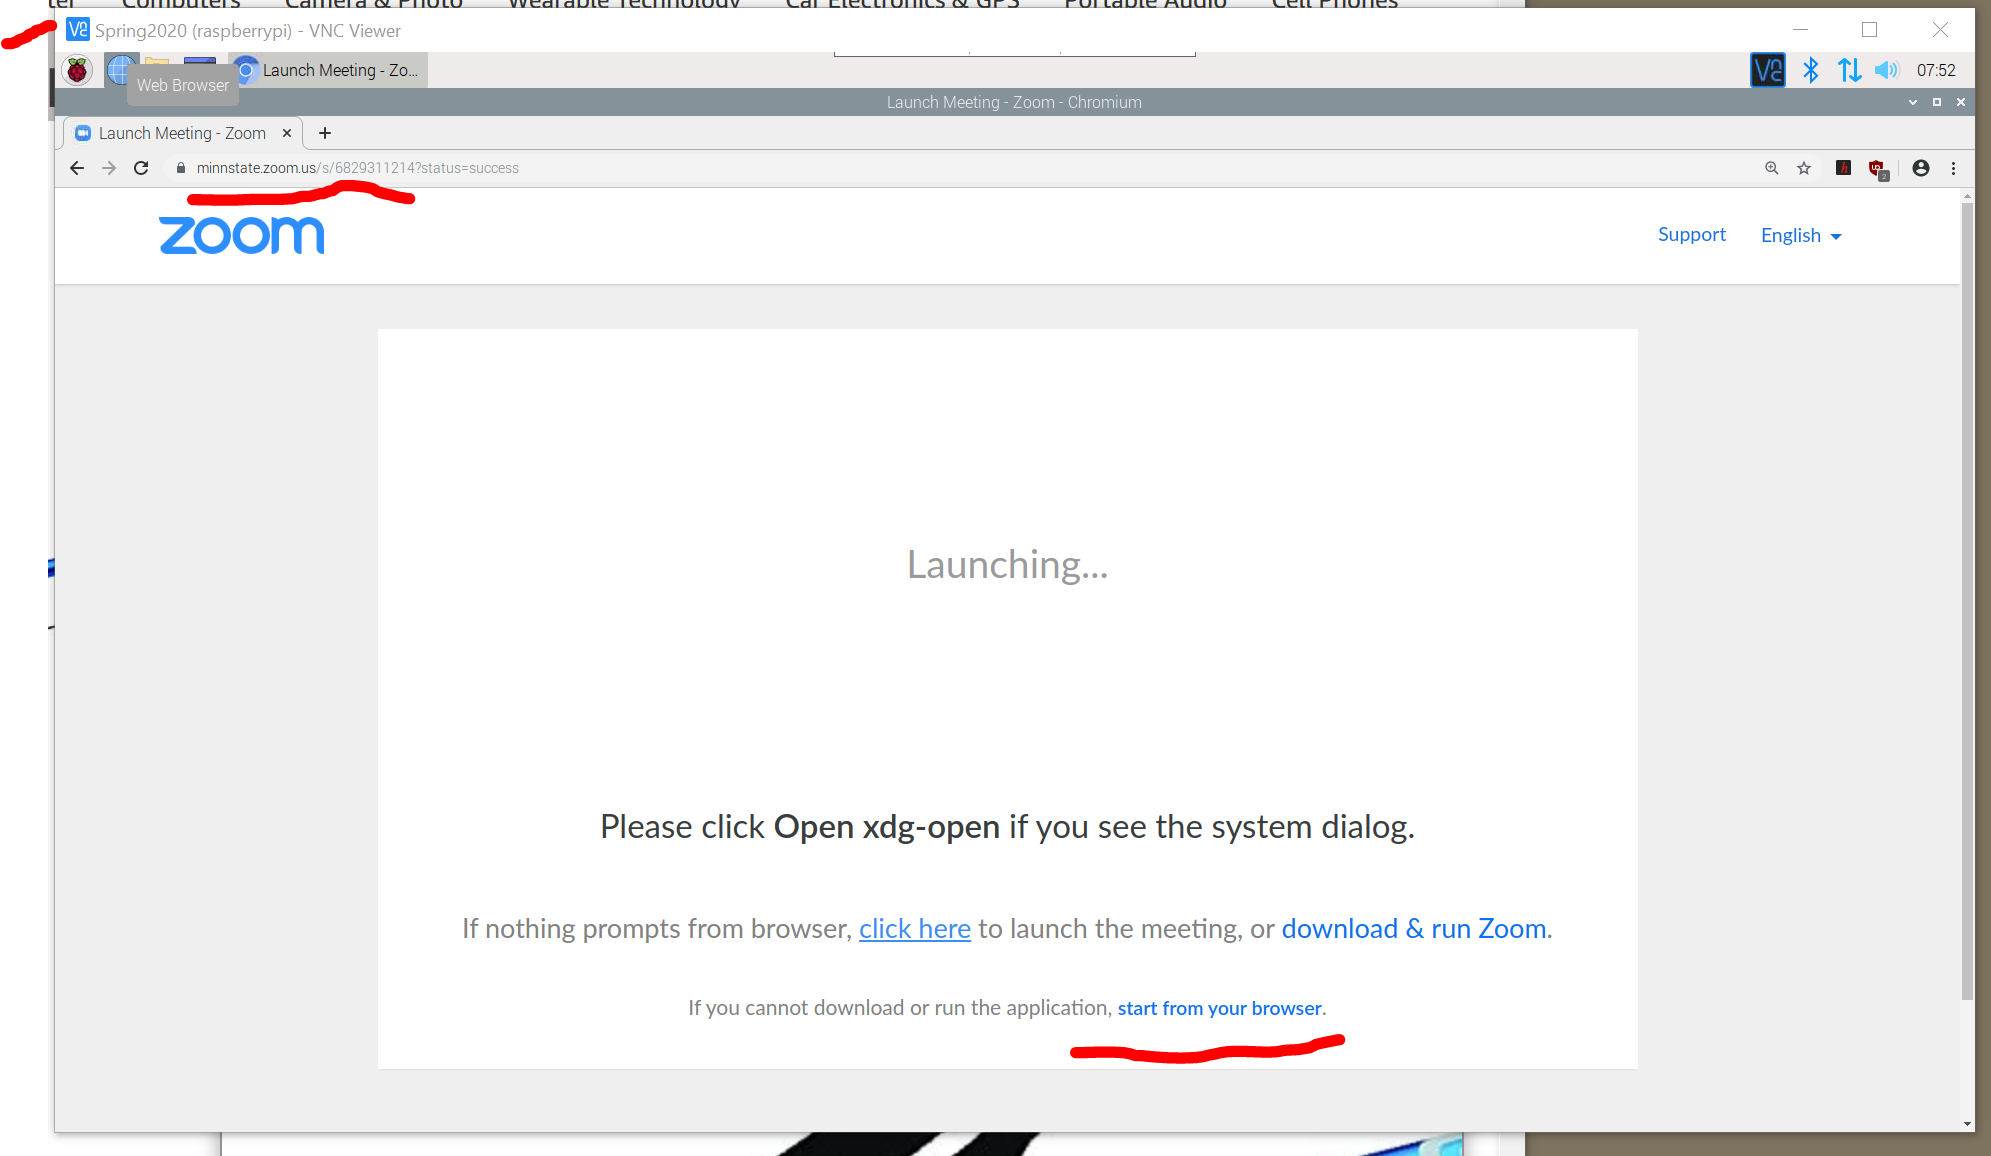 Computers Camera & Photo Wearable Technology Car Electronics & GPS Portable Audio Cell Phones
Spring2020 (raspberrypi) - VNC Viewer
Launch Meeting - Zo...
07:52
Web Browser
Launch Meeting - Zoom - Chromium
Launch Meeting - Zoom
minnstate.zoom.us/s/6829311214?status=success
2
zoom
Support English
Launching...
Please click Open xdg-open if you see the system dialog.
If nothing prompts from browser, click here to launch the meeting, or download & run Zoom.
If you cannot download or run the application, start from your browser.